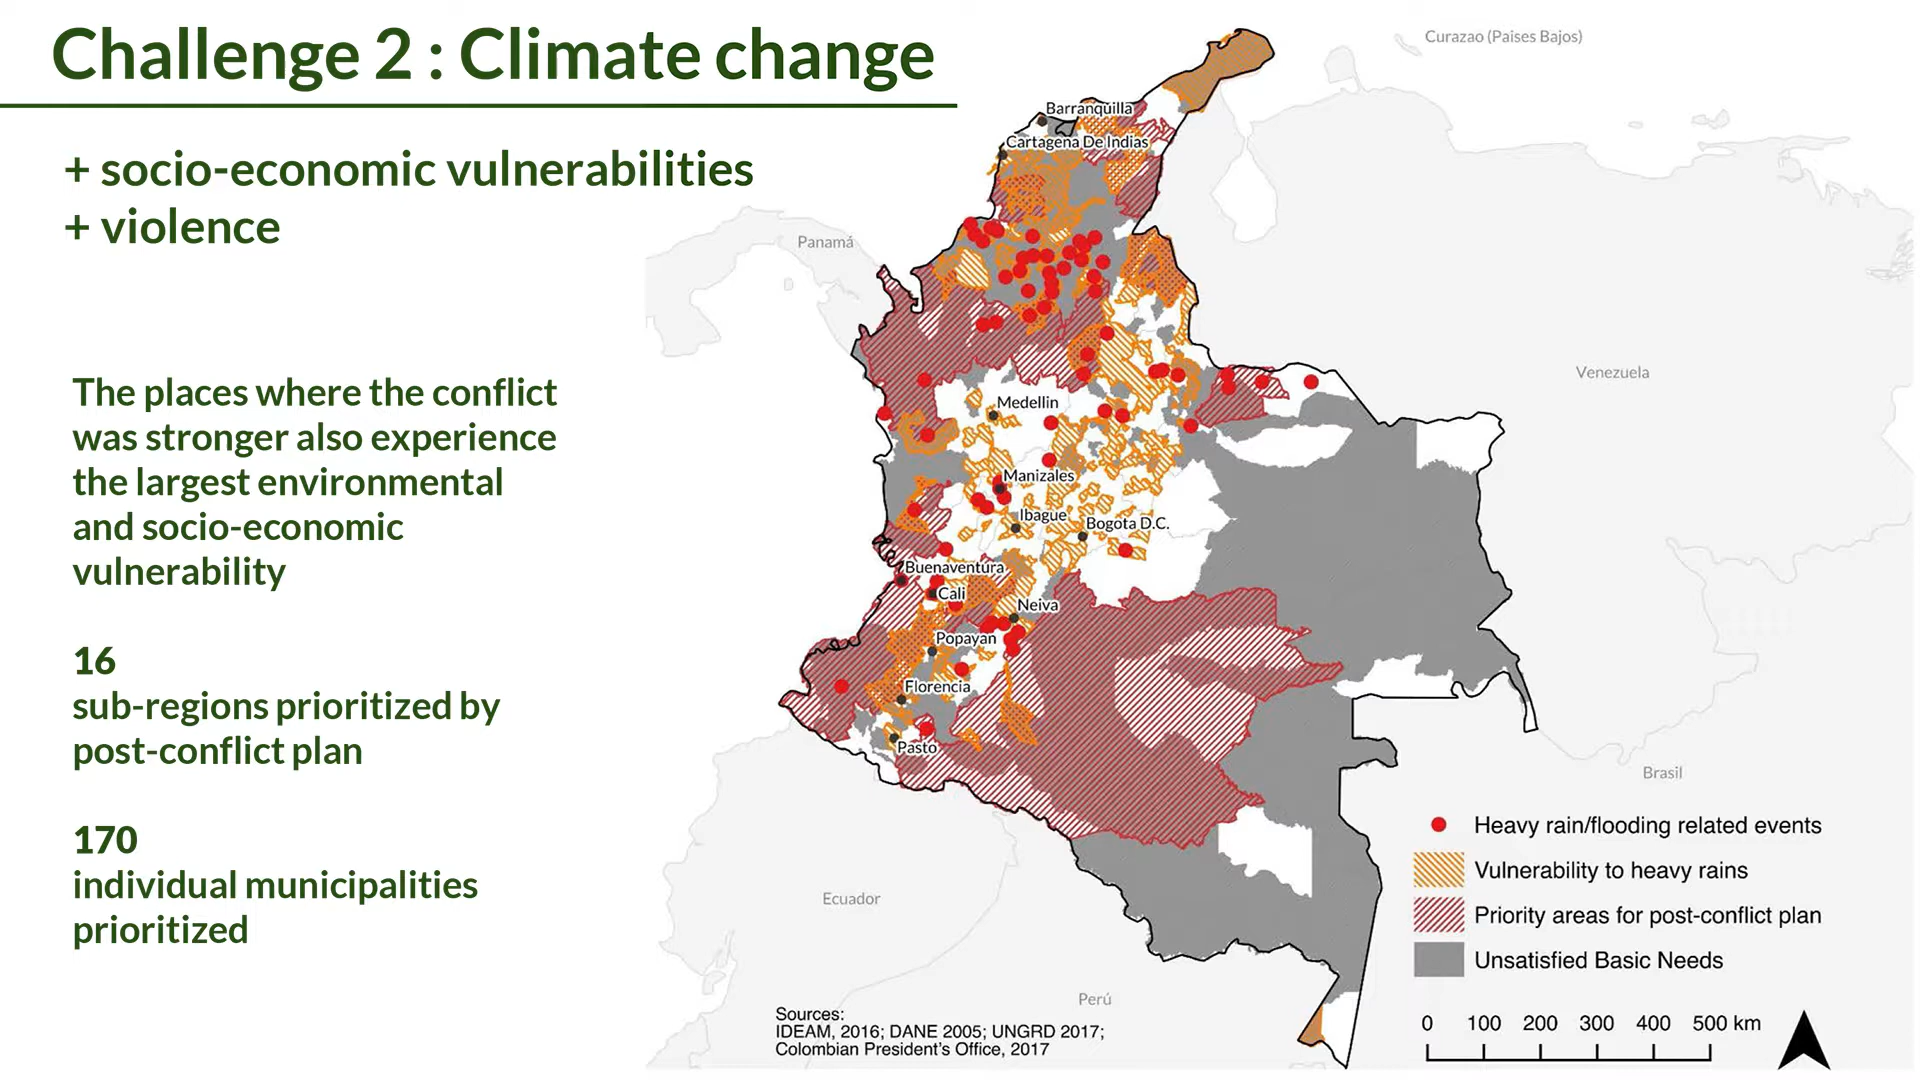 Challenge 2 : Climate change
+ socio-economic vulnerabilities
+ violence
The places where the conflict
was stronger also experience
the largest environmental
and socio-economic
vulnerability
16
sub-regions prioritized by
post-conflict plan
170
individual municipalities
prioritized
Curazao (Paises Bajos)
Barranquilla
Cartagena De Indias
Panamá
Venezuela
Medellin
Manizales
Ibague
Bogota D.C.
Buenaventura
Cali
Neiva
Popayan
Florencia
Pasto
Brasil
Ecuador
Perú
Heavy rain/flooding related events
Vulnerability to heavy rains
Priority areas for post-conflict plan
Unsatisfied Basic Needs
0 100 200 300 400 500 km
Sources:
IDEAM, 2016; DANE 2005; UNGRD 2017;
Colombian President's Office, 2017